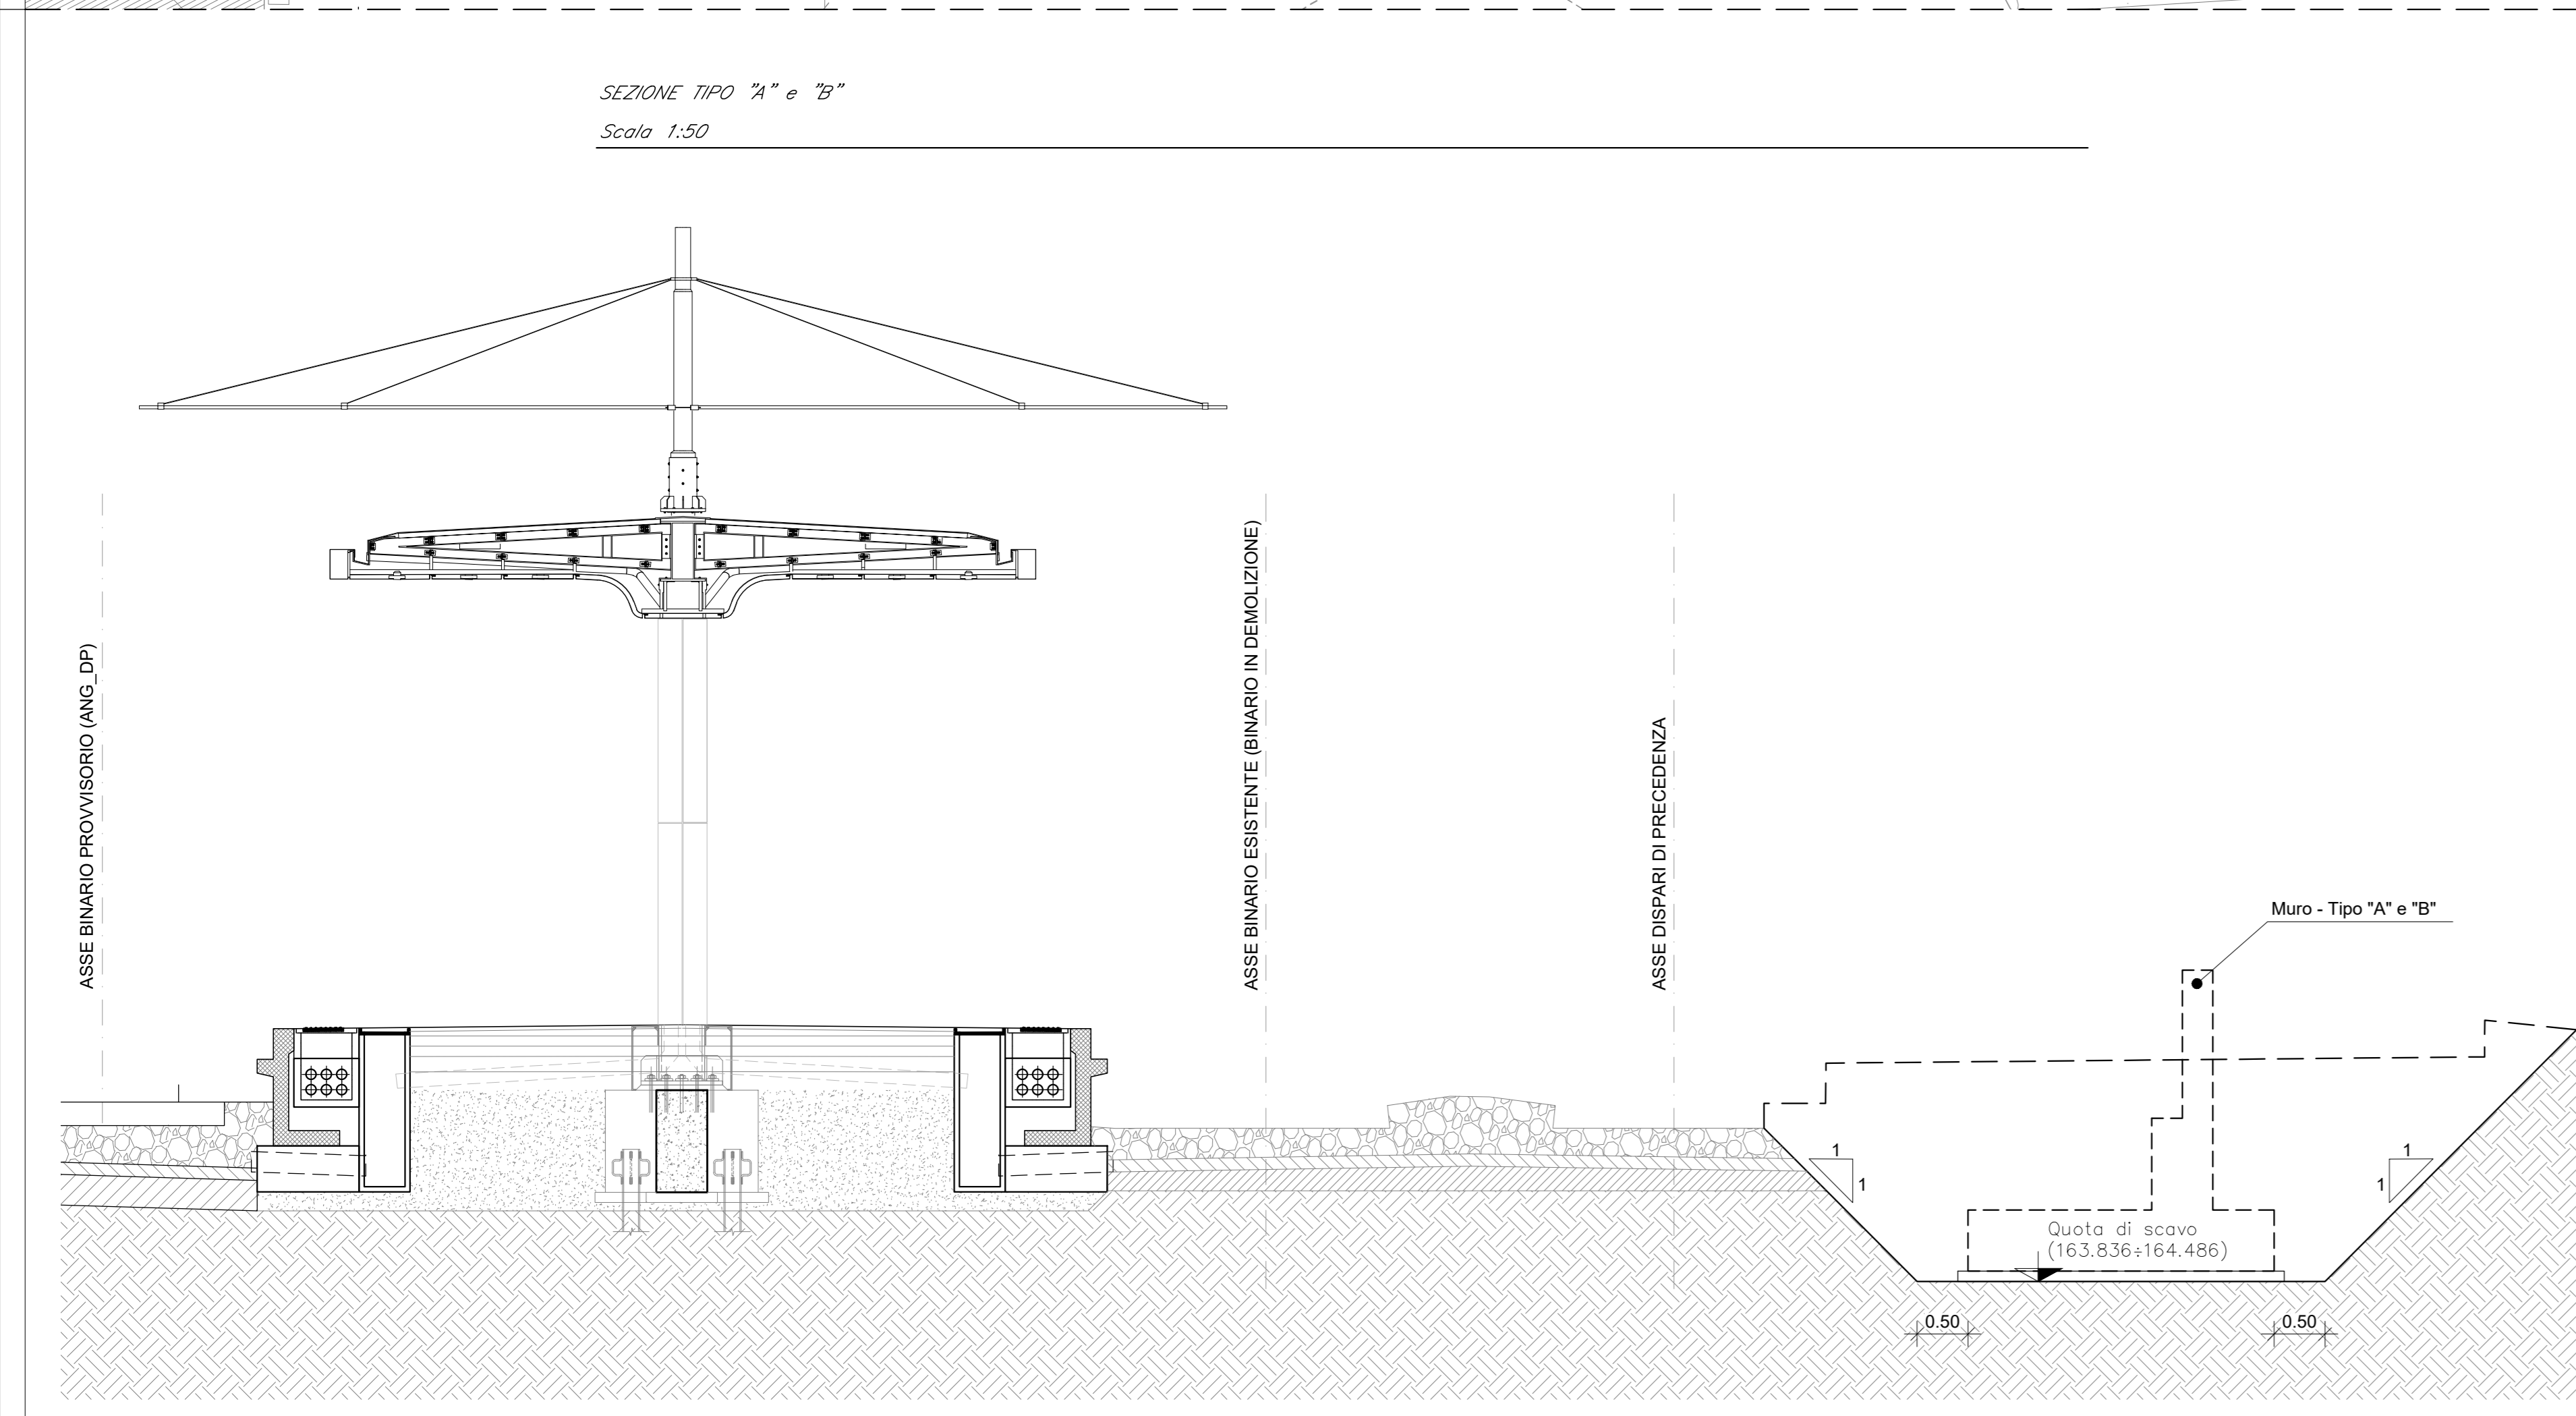 SEZIONE TIPO "A" e "B"
Scala 1:50
ASSE BINARIO PROVVISORIO (ANG_DP)
ASSE BINARIO ESISTENTE (BINARIO IN DEMOLIZIONE)
ASSE DISPARI DI PRECEDENZA
Muro - Tipo "A" e "B"
1
1
1
1
Quota di scavo
(163.836÷164.486)
0.50
0.50